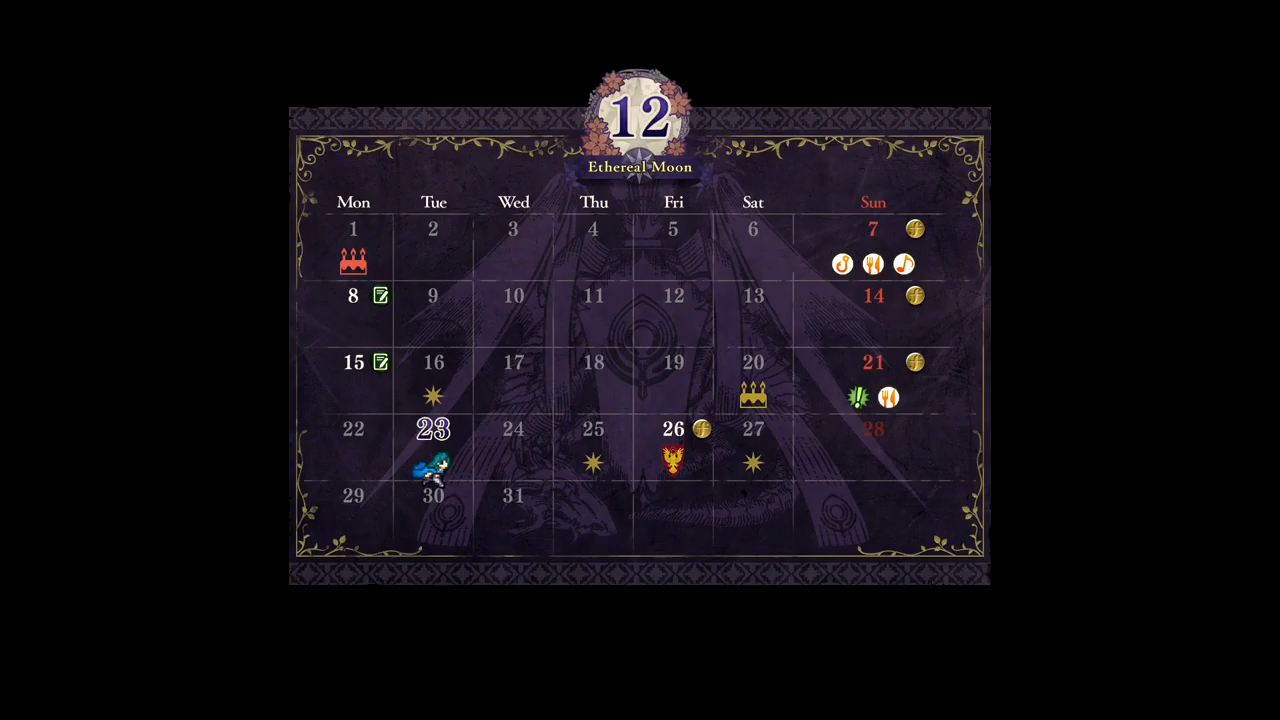 12
Ethereal Moon
Mon Tue Wed Thu Fri Sat Sun
1 2 3 4 5 6 7
8 9 10 11 12 13 14
15 16 17 18 19 20 21
22 23 24 25 26 27 28
29 30 31